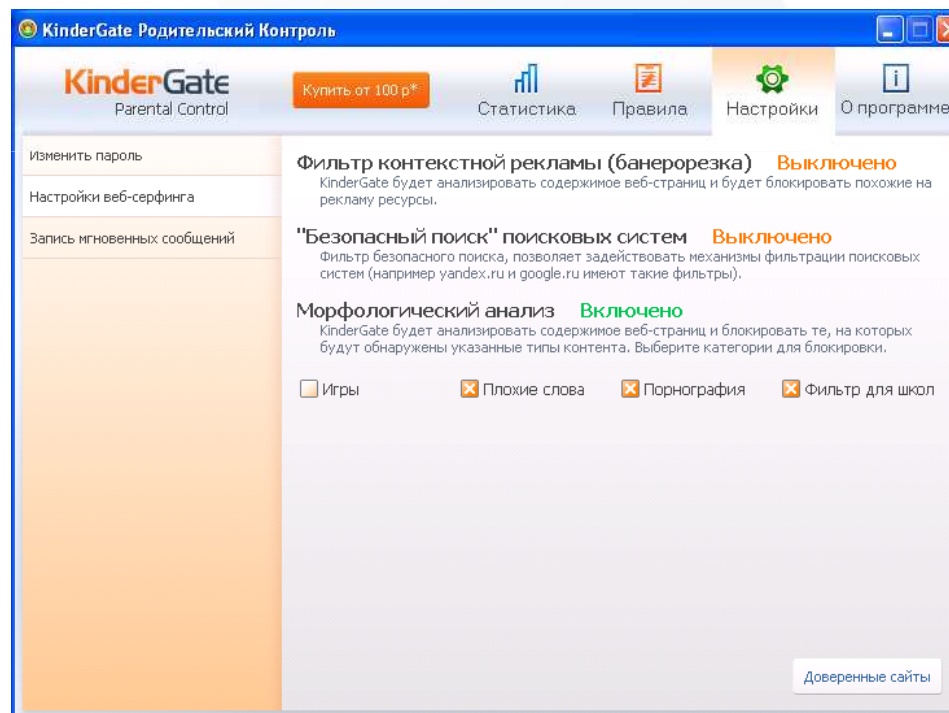 KinderGate Родительский Контроль
KinderGate
Parental Control
Купить от 100 р*
Статистика
Правила
Настройки
О программе
Изменить пароль
Настройки веб-серфинга
Запись мгновенных сообщений
Фильтр контекстной рекламы (банерорезка) Выключено
KinderGate будет анализировать содержимое веб-страниц и будет блокировать похожие на
рекламу ресурсы.
"Безопасный поиск" поисковых систем Выключено
Фильтр безопасного поиска, позволяет задействовать механизмы фильтрации поисковых
систем (например yandex.ru и google.ru имеют такие фильтры).
Морфологический анализ Включено
KinderGate будет анализировать содержимое веб-страниц и блокировать те, на которых
будут обнаружены указанные типы контента. Выберите категории для блокировки.
Игры
Плохие слова
Порнография
Фильтр для школ
Доверенные сайты